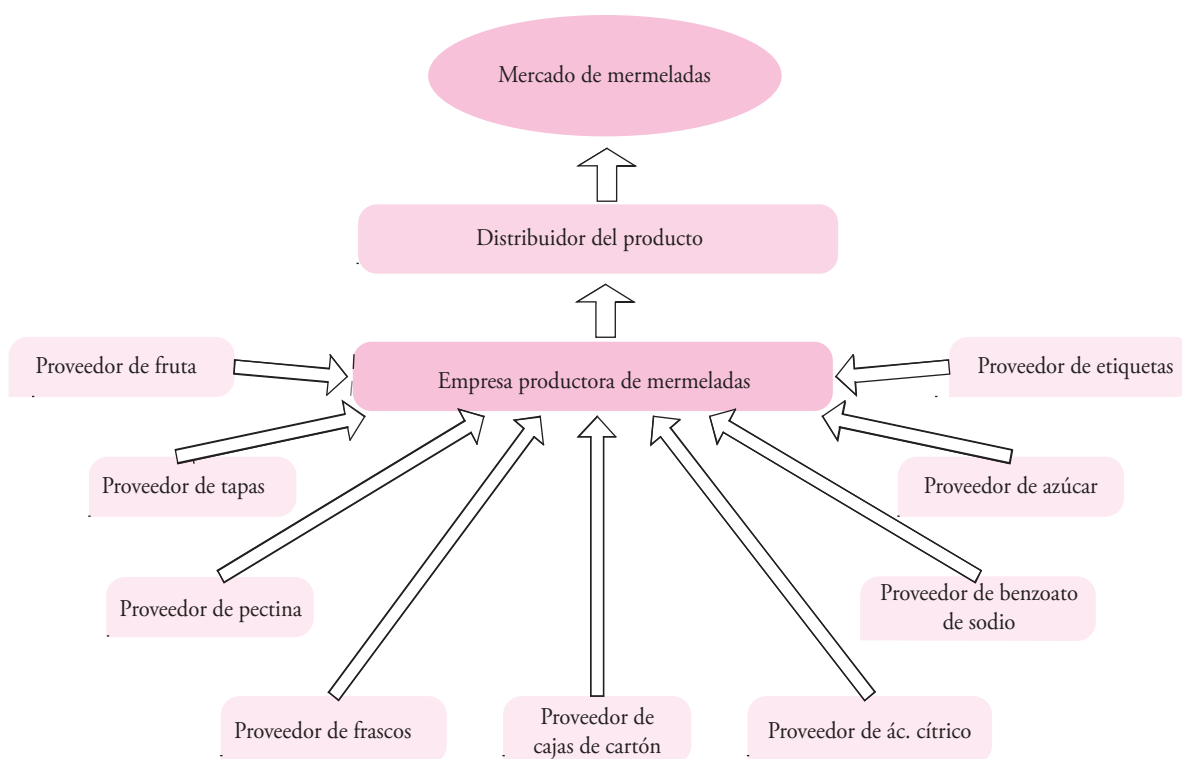 Mercado de mermeladas
Distribuidor del producto
Proveedor de fruta
Empresa productora de mermeladas
Proveedor de etiquetas
Proveedor de tapas
Proveedor de azúcar
Proveedor de pectina
Proveedor de benzoato
de sodio
Proveedor de frascos
Proveedor de
cajas de cartón
Proveedor de ác. cítrico